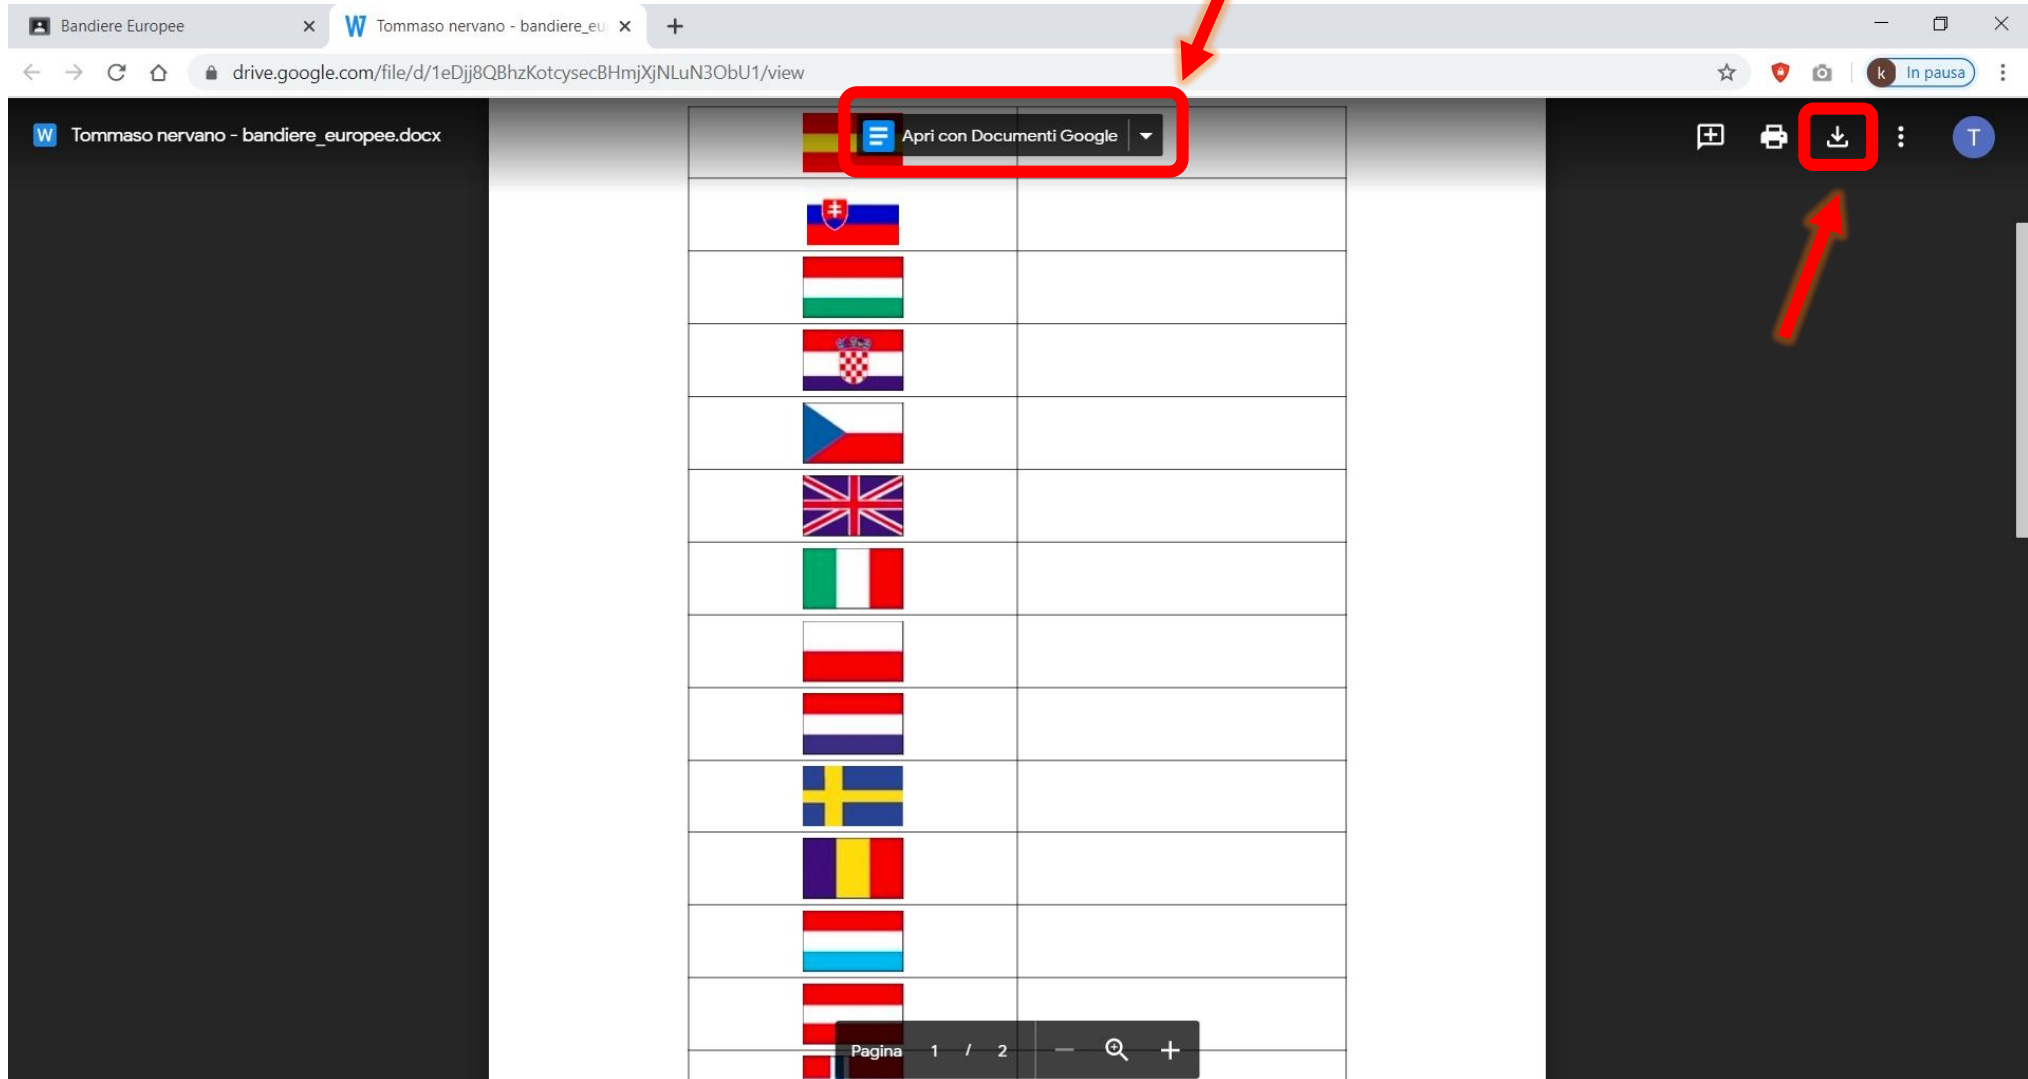 Bandiere Europee
Tommaso nervano - bandiere_eu
drive.google.com/file/d/1eDjj8QBhzKotcysecBHmjXjNLuN3ObU1/view
k In pausa
W Tommaso nervano - bandiere_europee.docx
Apri con Documenti Google
T
Pagina 1 / 2